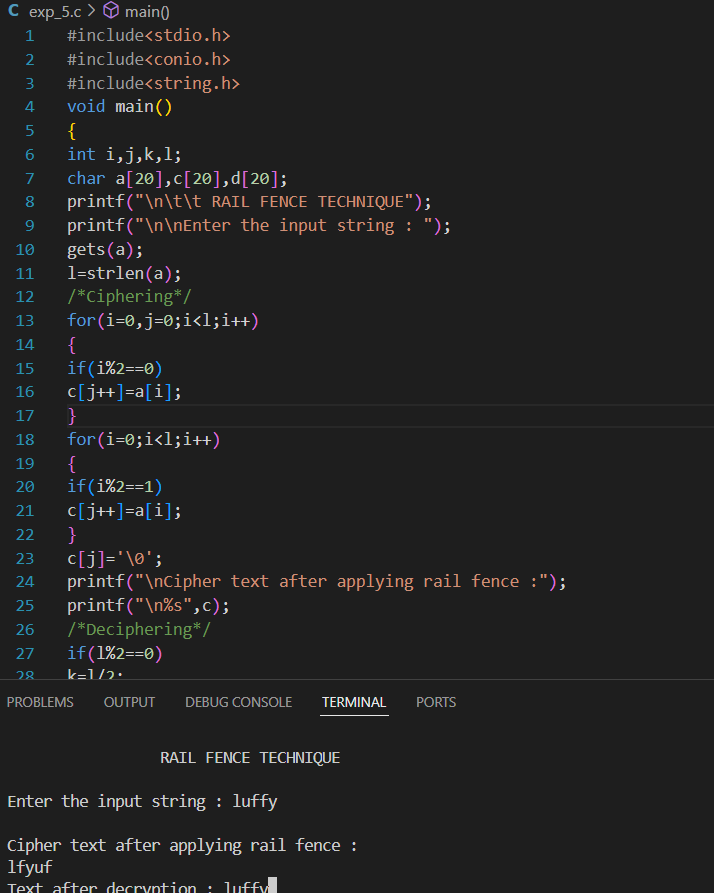 C exp_5.c > main()
1 #include<stdio.h>
2 #include<conio.h>
3 #include<string.h>
4 void main()
5 {
6 int i,j,k,l;
7 char a[20],c[20],d[20];
8 printf("\n\t\t RAIL FENCE TECHNIQUE");
9 printf("\n\nEnter the input string : ");
10 gets(a);
11 l=strlen(a);
12 /*Ciphering*/
13 for(i=0,j=0;i<l;i++)
14 {
15 if(i%2==0)
16 c[j++]=a[i];
17 }
18 for(i=0;i<l;i++)
19 {
20 if(i%2==1)
21 c[j++]=a[i];
22 }
23 c[j]='\0';
24 printf("\nCipher text after applying rail fence :");
25 printf("\n%s",c);
26 /*Deciphering*/
27 if(l%2==0)
28 k=l/2;
PROBLEMS OUTPUT DEBUG CONSOLE TERMINAL PORTS
RAIL FENCE TECHNIQUE
Enter the input string : luffy
Cipher text after applying rail fence :
lfyuf
Text after decryption : luffy